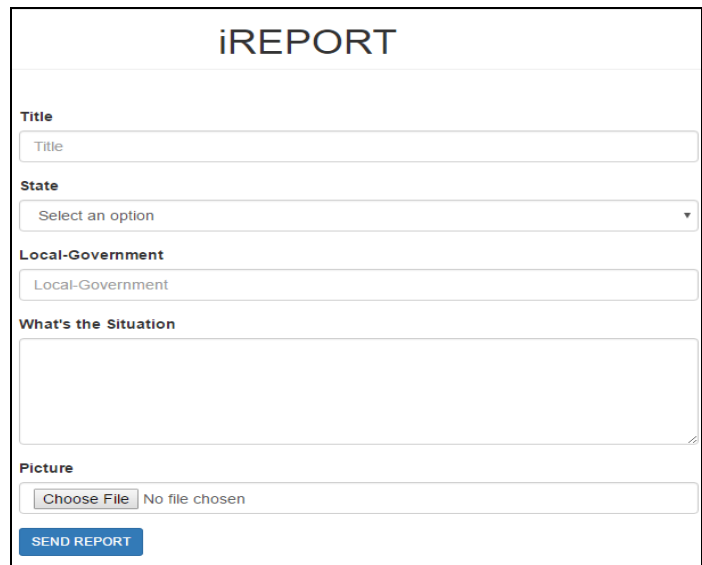 iREPORT
Title
Title
State
Select an option
Local-Government
Local-Government
What's the Situation
Picture
Choose File No file chosen
SEND REPORT